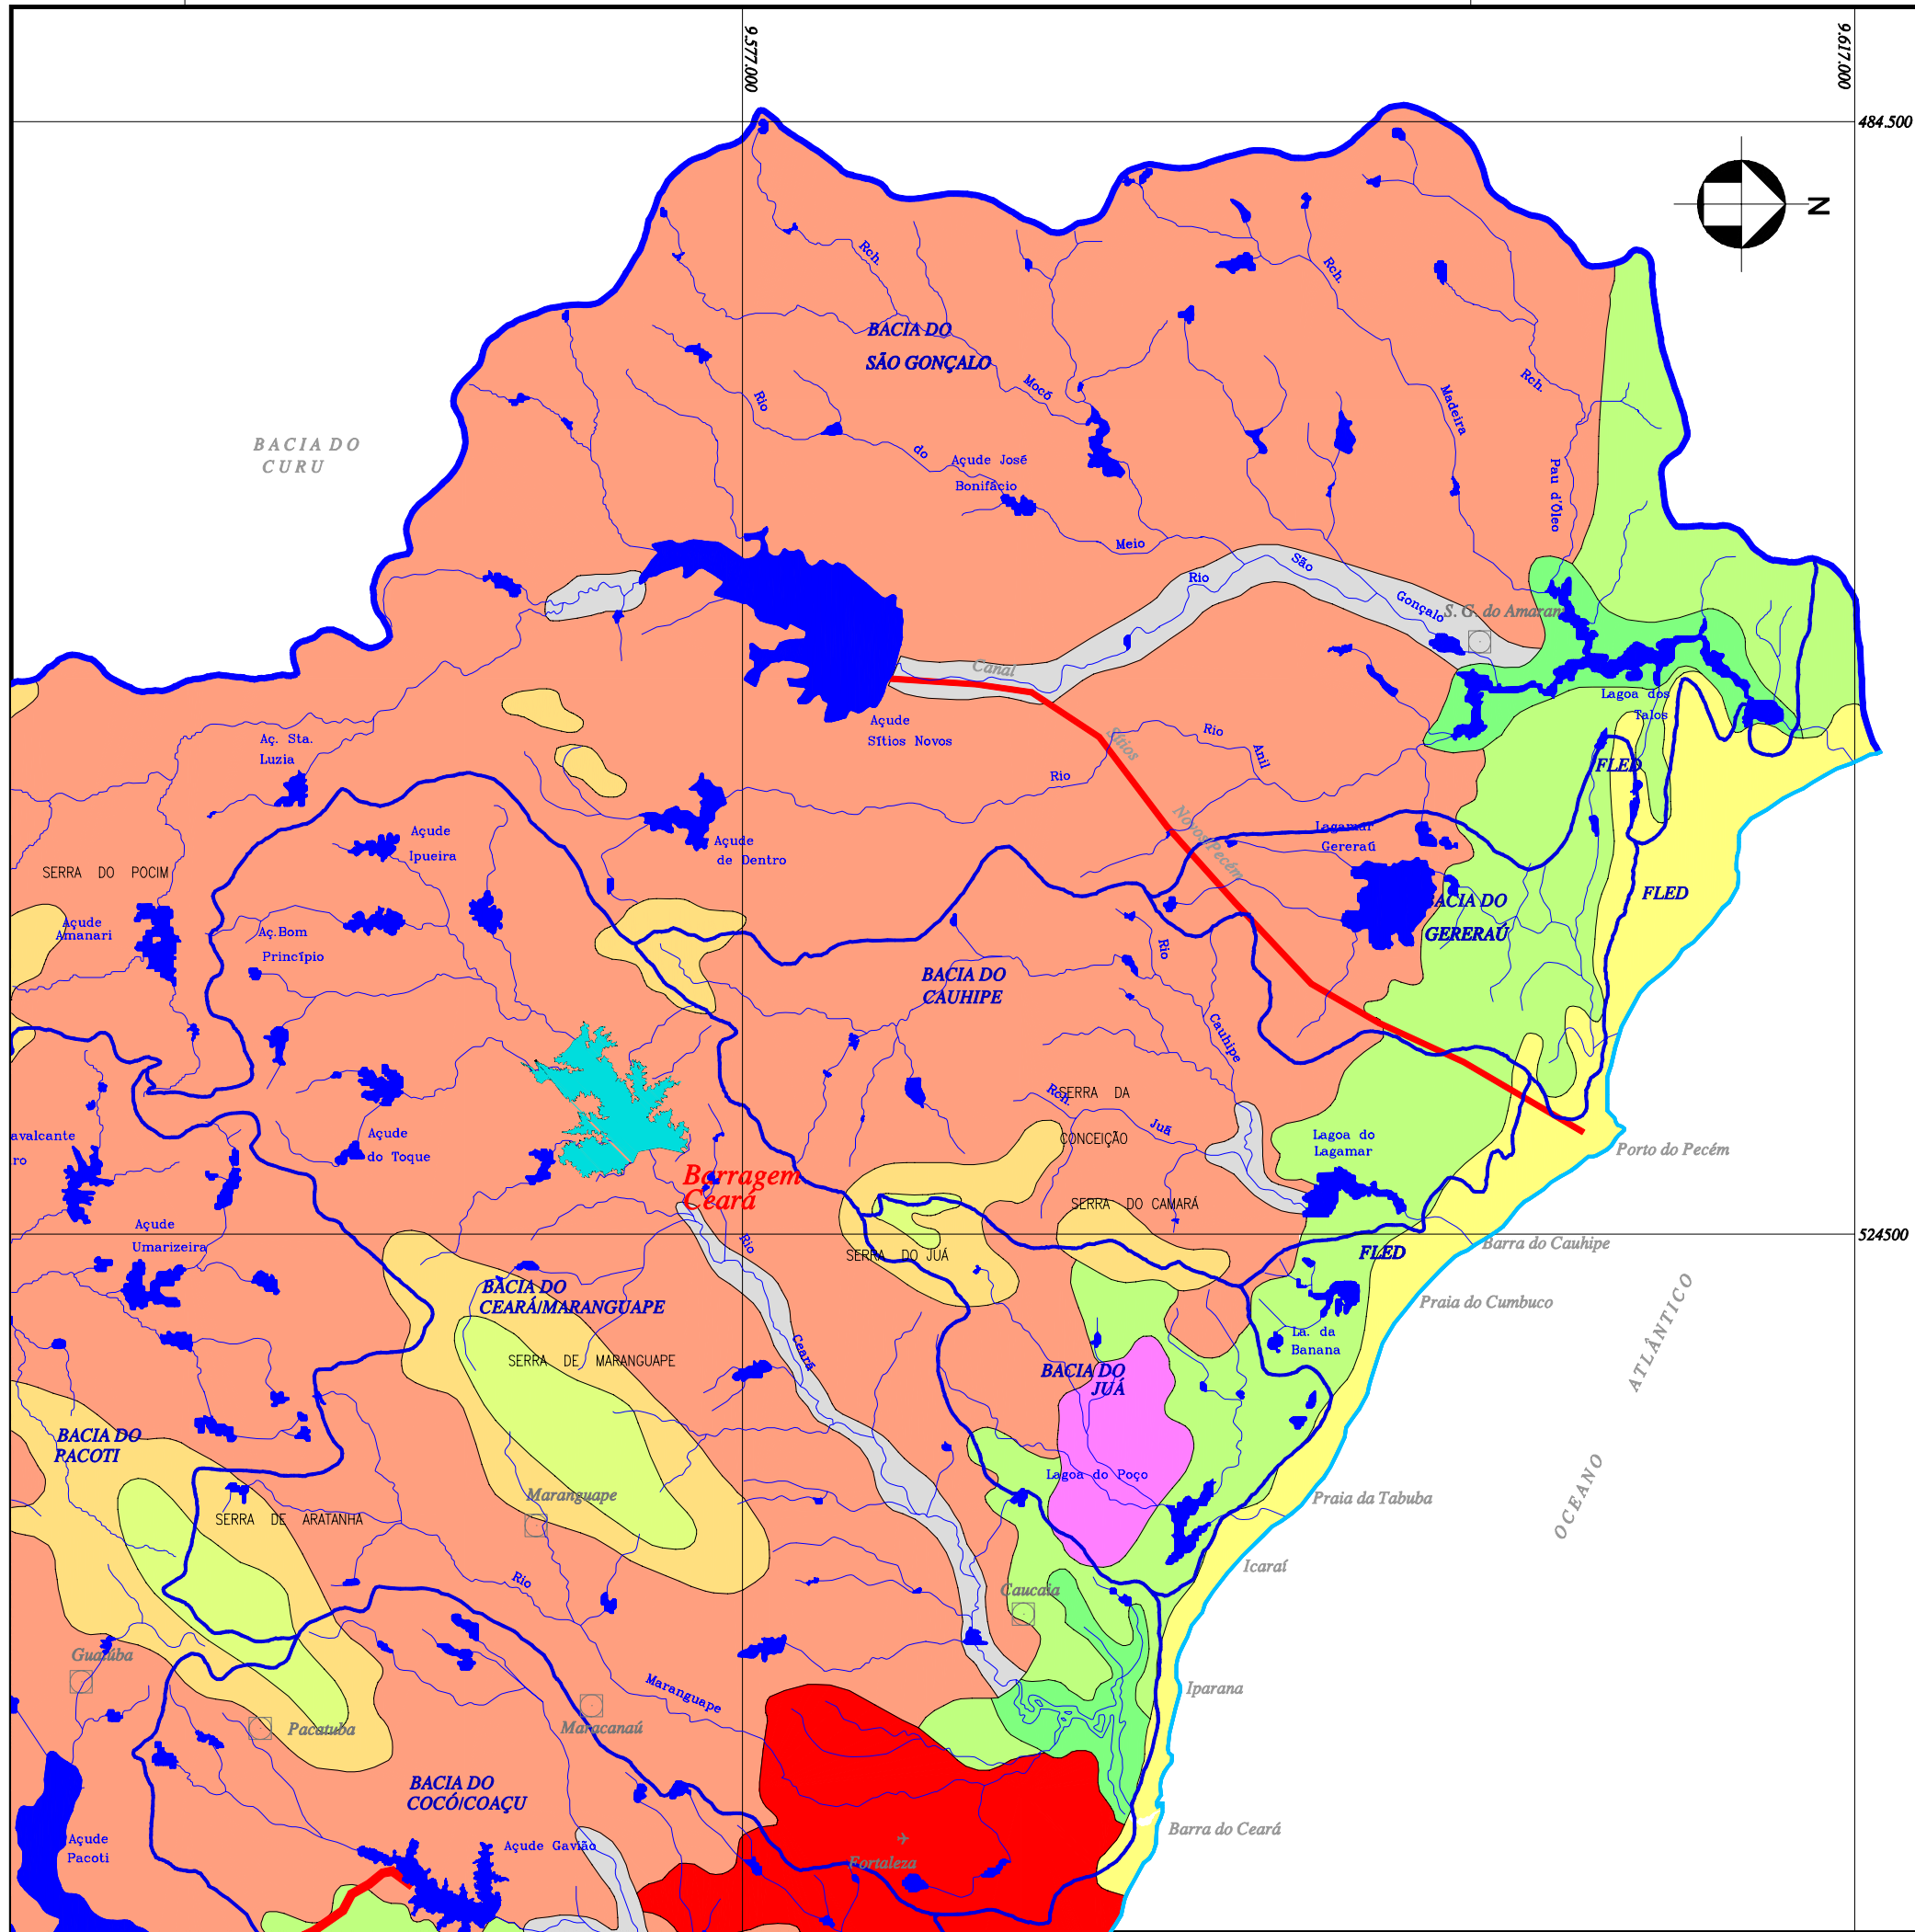 9.577.000
9.617.000
484.500
N
Rch.
Rch.
BACIA DO
SÃO GONÇALO
Mocó
Rch.
Rio
Madeira
BACIA DO
CURU
do
Açude José
Bonifácio
Pau d'Óleo
Meio
São
Rio
Gonçalo
S. G. do Amaran
Canal
Lagoa dos
Talos
Açude
Sítios Novos
Sítios
Rio
Anil
Aç. Sta.
Luzia
Rio
FLED
Açude
Ipueira
Açude
de Dentro
Novos
Pecém
Lagamar
Gereraú
SERRA DO POCIM
FLED
BACIA DO
GERERAÚ
Açude
Amanari
Aç.Bom
Princípio
Rio
BACIA DO
CAUHIPE
Cauhipe
Rch.
SERRA DA
CONCEIÇÃO
Juá
avalcante
ro
Açude
do Toque
Lagoa do
Lagamar
Porto do Pecém
Barragem
Ceará
SERRA DO CAMARÁ
Açude
Umarizeira
Rio
SERRA DO JUÁ
FLED
Barra do Cauhipe
BACIA DO
CEARÁ/MARANGUAPE
Praia do Cumbuco
ATLÂNTICO
La. da
Banana
Ceará
SERRA DE MARANGUAPE
BACIA DO
JUÁ
BACIA DO
PACOTI
Lagoa do Poço
Maranguape
Praia da Tabuba
OCEANO
SERRA DE ARATANHA
Icaraí
Rio
Caucaia
Guaiúba
Maranguape
Iparana
Pacatuba
Maracanaú
BACIA DO
COCÓ/COAÇU
Barra do Ceará
Açude
Pacoti
Açude Gavião
Fortaleza
524500